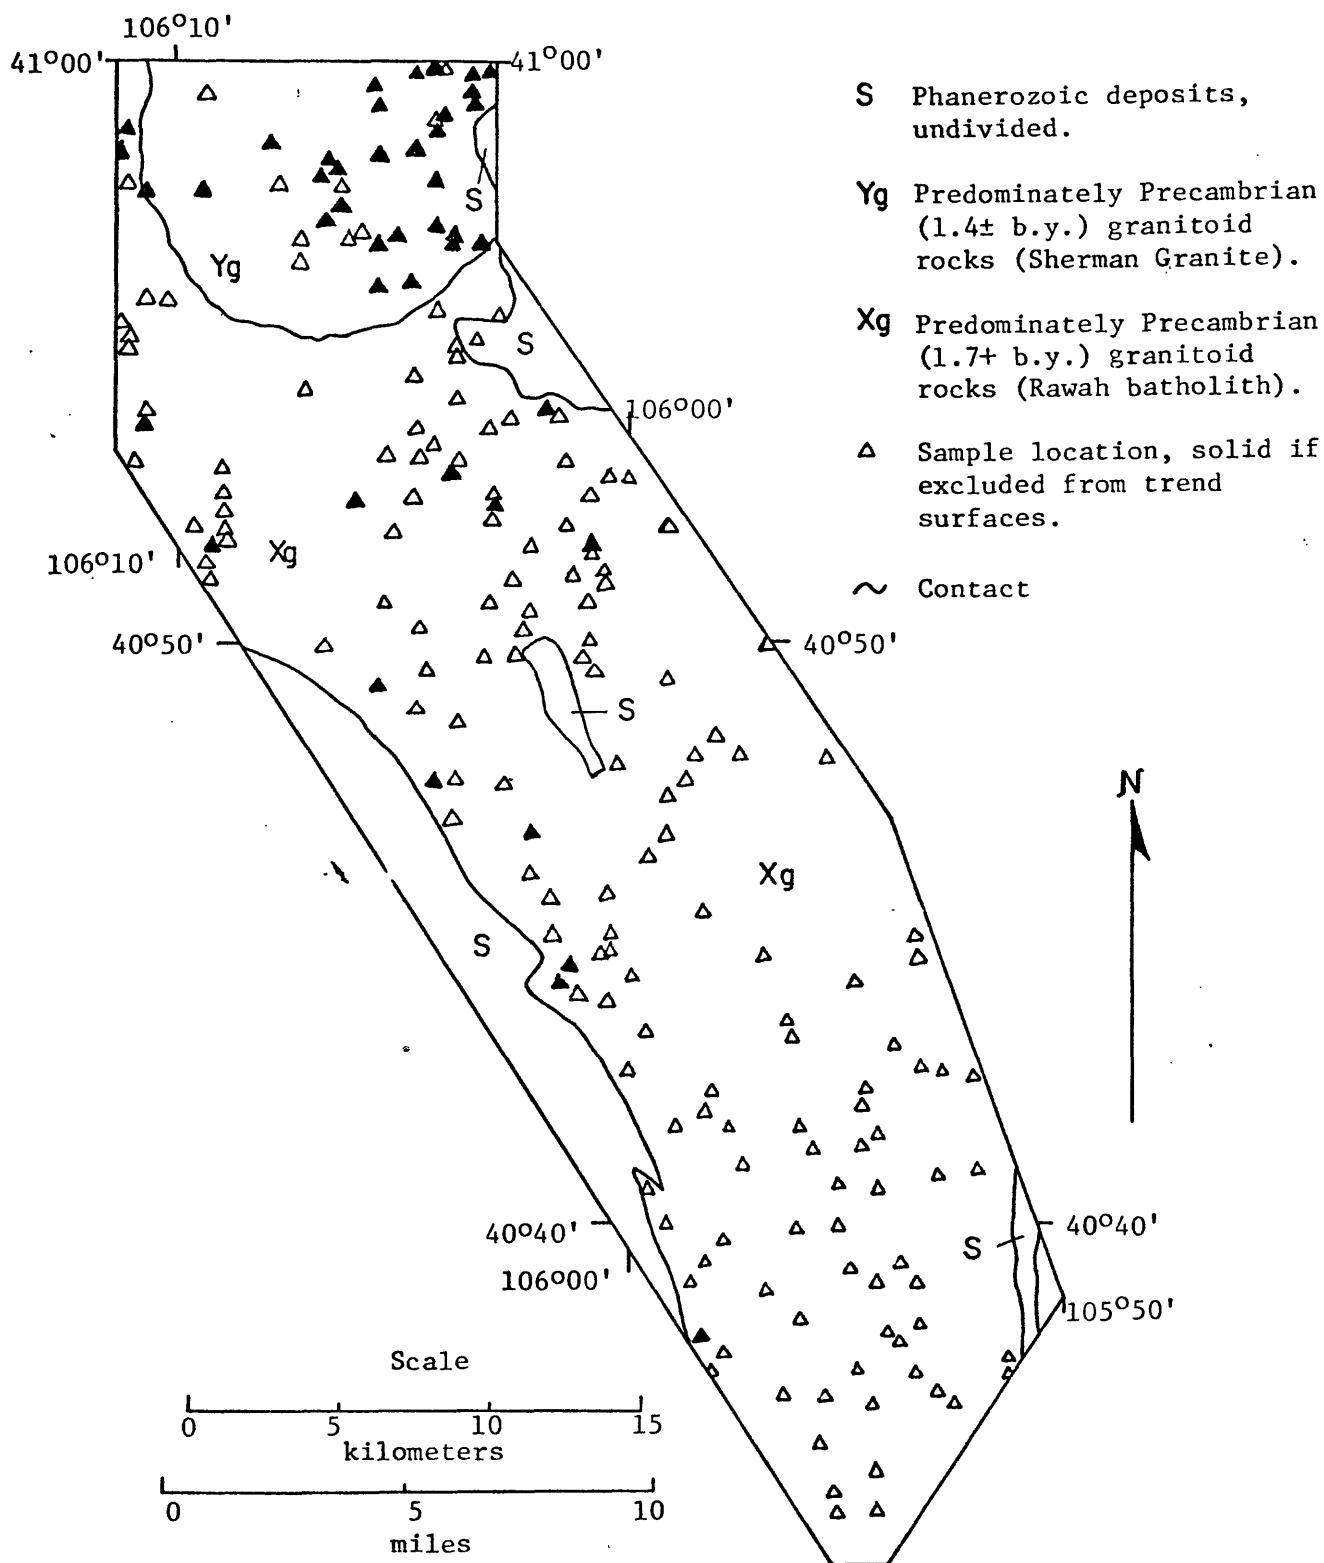 106°10'
41°00'
41°00'
S Phanerozoic deposits,
undivided.
Yg Predominately Precambrian
(1.4± b.y.) granitoid
rocks (Sherman Granite).
Xg Predominately Precambrian
(1.7+ b.y.) granitoid
rocks (Rawah batholith).
Sample location, solid if
excluded from trend
surfaces.
Contact
S
Yg
S
106°00'
Xg
106°10'
40°50'
40°50'
S
N
Xg
S
40°40'
106°00'
40°40'
S
105°50'
Scale
0 5 10 15
kilometers
0 5 10
miles